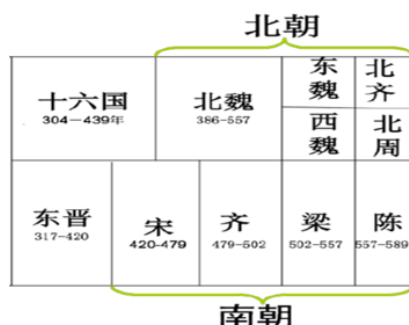 北朝
十六国
304—439年
北魏
386-557
东魏
北齐
西魏
北周
东晋
317-420
宋
420-479
齐
479-502
梁
502-557
陈
557-589
南朝